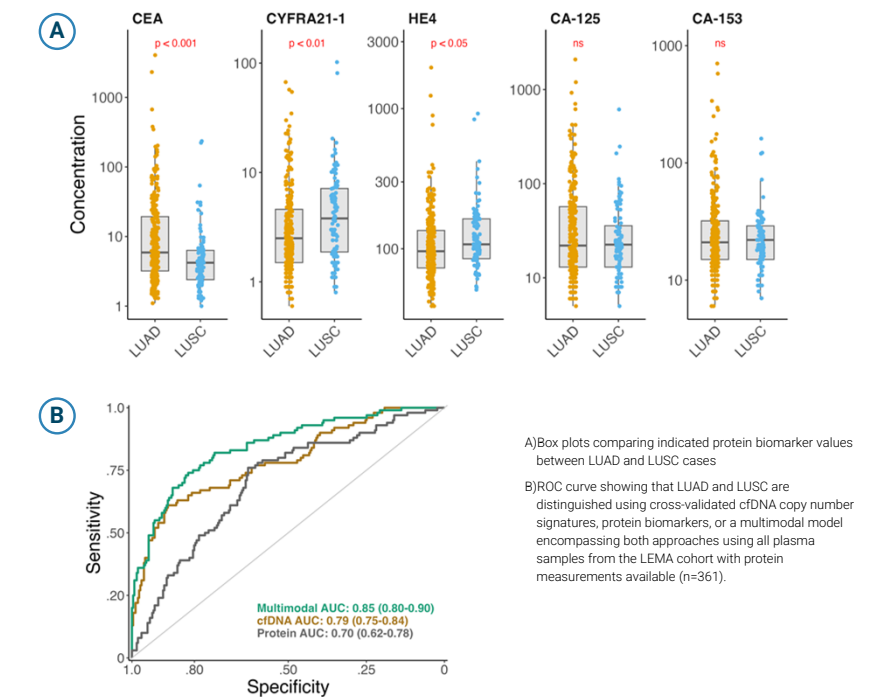 A
CEA
CYFRA21-1
HE4
CA-125
CA-153
p < 0.001
p < 0.01
p < 0.05
ns
ns
Concentration
1000
100
10
1
100
10
1
3000
1000
300
100
1000
100
10
1000
100
10
LUAD
LUSC
LUAD
LUSC
LUAD
LUSC
LUAD
LUSC
LUAD
LUSC
B
Sensitivity
1.0
.75
.50
.20
0
Multimodal AUC: 0.85 (0.80-0.90)
cfDNA AUC: 0.79 (0.75-0.84)
Protein AUC: 0.70 (0.62-0.78)
1.0
.80
.50
.25
0
Specificity
A)Box plots comparing indicated protein biomarker values
between LUAD and LUSC cases
B)ROC curve showing that LUAD and LUSC are
distinguished using cross-validated cfDNA copy number
signatures, protein biomarkers, or a multimodal model
encompassing both approaches using all plasma
samples from the LEMA cohort with protein
measurements available (n=361).